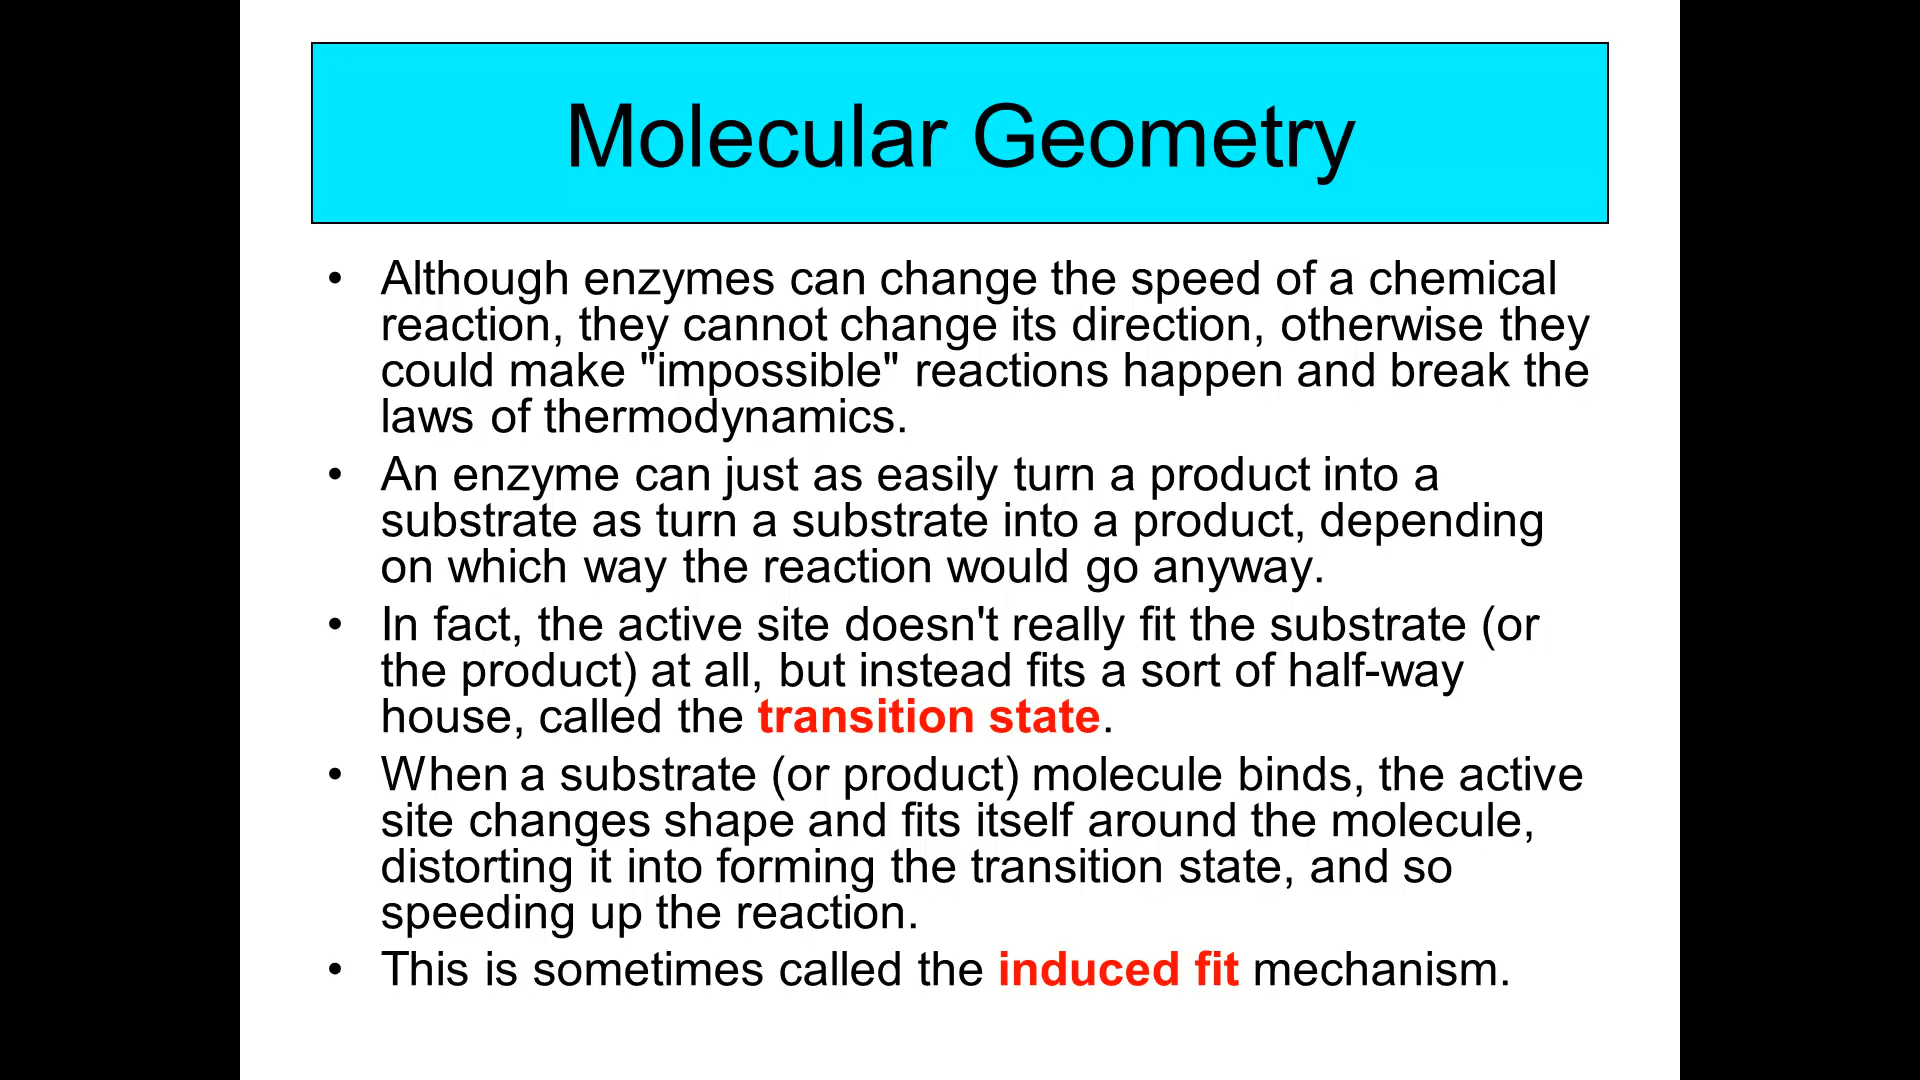 Molecular Geometry
• Although enzymes can change the speed of a chemical
reaction, they cannot change its direction, otherwise they
could make "impossible" reactions happen and break the
laws of thermodynamics.
• An enzyme can just as easily turn a product into a
substrate as turn a substrate into a product, depending
on which way the reaction would go anyway.
• In fact, the active site doesn't really fit the substrate (or
the product) at all, but instead fits a sort of half-way
house, called the transition state.
• When a substrate (or product) molecule binds, the active
site changes shape and fits itself around the molecule,
distorting it into forming the transition state, and so
speeding up the reaction.
• This is sometimes called the induced fit mechanism.